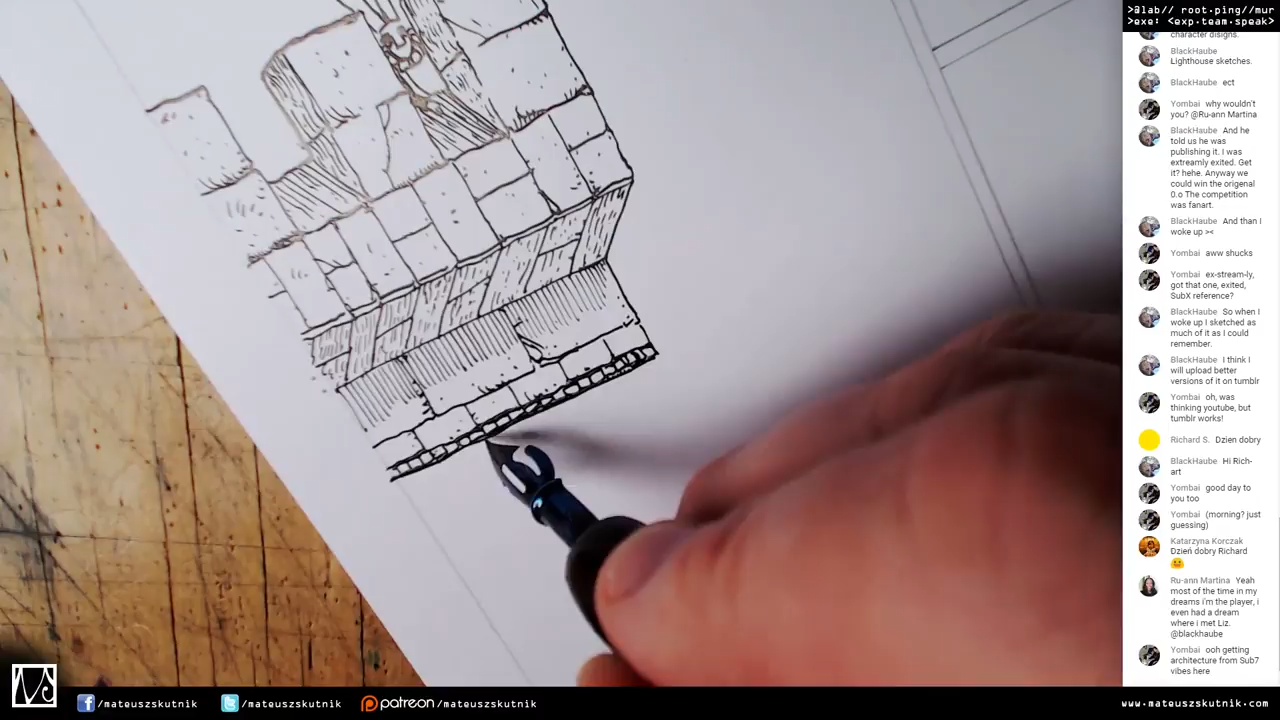 >@lab// root.ping//mur
>exe: <exp.team.speak>
character disigns.
BlackHaube
Lighthouse sketches.
BlackHaube ect
Yombai why wouldn't
you? @Ru-ann Martina
BlackHaube And he
told us he was
publishing it. I was
extreamly exited. Get
it? hehe. Anyway we
could win the origenal
0.o The competition
was fanart.
BlackHaube And than I
woke up ><
Yombai aww shucks
Yombai ex-stream-ly,
got that one, exited,
SubX reference?
BlackHaube So when I
woke up I sketched as
much of it as I could
remember.
BlackHaube I think I
will upload better
versions of it on tumblr
Yombai oh, was
thinking youtube, but
tumblr works!
Richard S. Dzien dobry
BlackHaube Hi Rich-
art
Yombai good day to
you too
Yombai (morning? just
guessing)
Katarzyna Korczak
Dzień dobry Richard
Ru-ann Martina Yeah
most of the time in my
dreams i'm the player, i
even had a dream
where i met Liz.
@blackhaube
Yombai ooh getting
architecture from Sub7
vibes here
/mateuszskutnik /mateuszskutnik patreon/mateuszskutnik www.mateuszskutnik.com